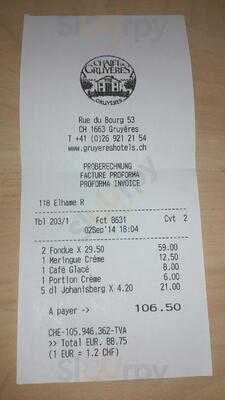 CHALET
GRUYERES
GRUYERES
Rue du Bourg 53
CH 1663 Gruyères
T +41 (0)26 921 21 54
www.gruyereshotels.ch
PROBERECHNUNG
FACTURE PROFORMA
PROFORMA INVOICE
118 Elhame R
Tbl 203/1 Fct 8631 Cvt 2
02Sep'14 18:04
2 Fondue X 29.50 59.00
1 Meringue Crème 12.50
1 Café Glacé 8.00
1 Portion Crème 6.00
5 dl Johanisberg X 4.20 21.00
A payer -> 106.50
CHE-105.946.362-TVA
>> Total EUR. 88.75
(1 EUR = 1.2 CHF)